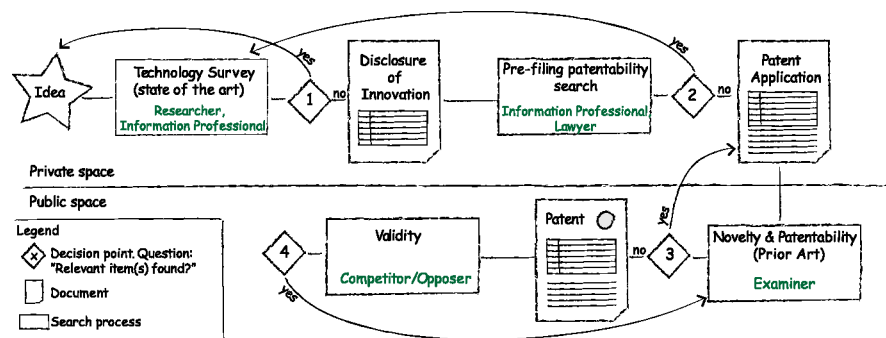 Idea
Technology Survey
(state of the art)
Researcher,
Information Professional
yes
1
no
Disclosure
of
Innovation
Pre-filing patentability
search
Information Professional
Lawyer
yes
2
no
Patent
Application
Private space
Public space
Legend
x
Decision point. Question:
"Relevant item(s) found?"
Document
Search process
4
yes
Validity
Competitor/Opposer
Patent
no
3
yes
Novelty & Patentability
(Prior Art)
Examiner